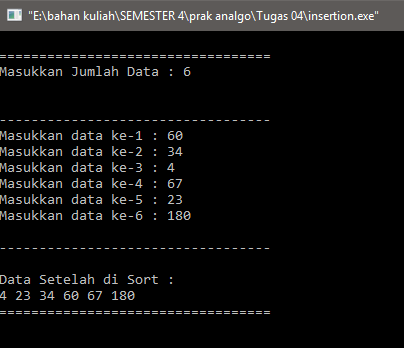 "E:\bahan kuliah\SEMESTER 4\prak analgo\Tugas 04\insertion.exe"
==================================
Masukkan Jumlah Data : 6
----------------------------------
Masukkan data ke-1 : 60
Masukkan data ke-2 : 34
Masukkan data ke-3 : 4
Masukkan data ke-4 : 67
Masukkan data ke-5 : 23
Masukkan data ke-6 : 180
----------------------------------
Data Setelah di Sort :
4 23 34 60 67 180
==================================